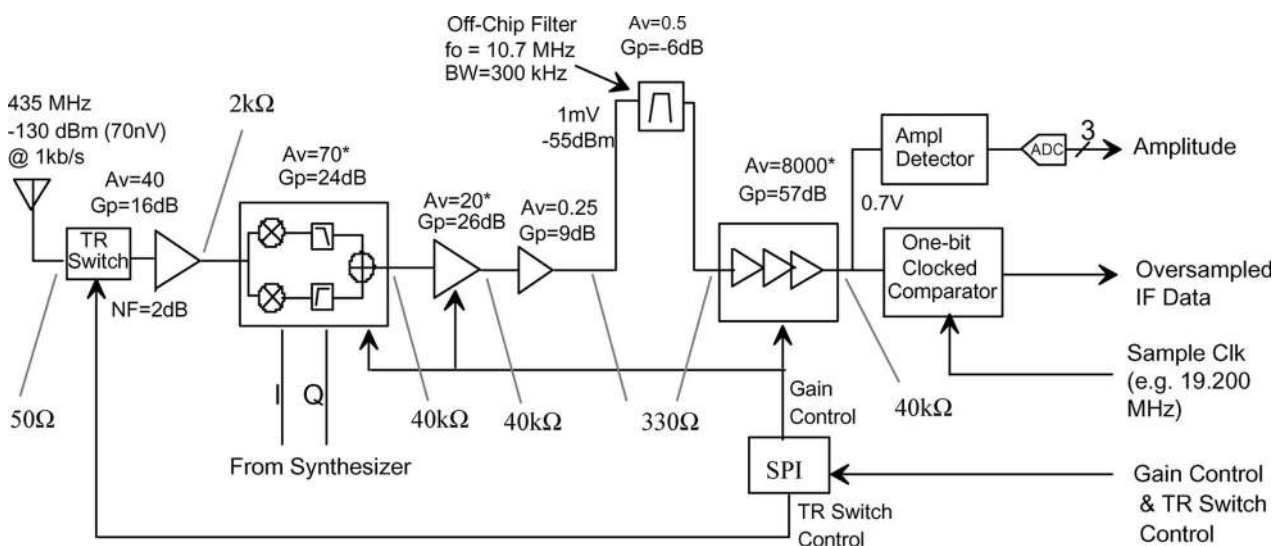 Off-Chip Filter
fo = 10.7 MHz
BW=300 kHz
Av=0.5
Gp=-6dB
435 MHz
-130 dBm (70nV)
@ 1kb/s
2kΩ
1mV
-55dBm
Av=40
Gp=16dB
Av=70*
Gp=24dB
Av=20*
Gp=26dB
Av=0.25
Gp=9dB
Av=8000*
Gp=57dB
Ampl
Detector
ADC
3
Amplitude
0.7V
TR
Switch
NF=2dB
One-bit
Clocked
Comparator
Oversampled
IF Data
50Ω
I
Q
40kΩ
40kΩ
330Ω
Gain
Control
40kΩ
Sample Clk
(e.g. 19.200
MHz)
From Synthesizer
SPI
Gain Control
& TR Switch
Control
TR Switch
Control